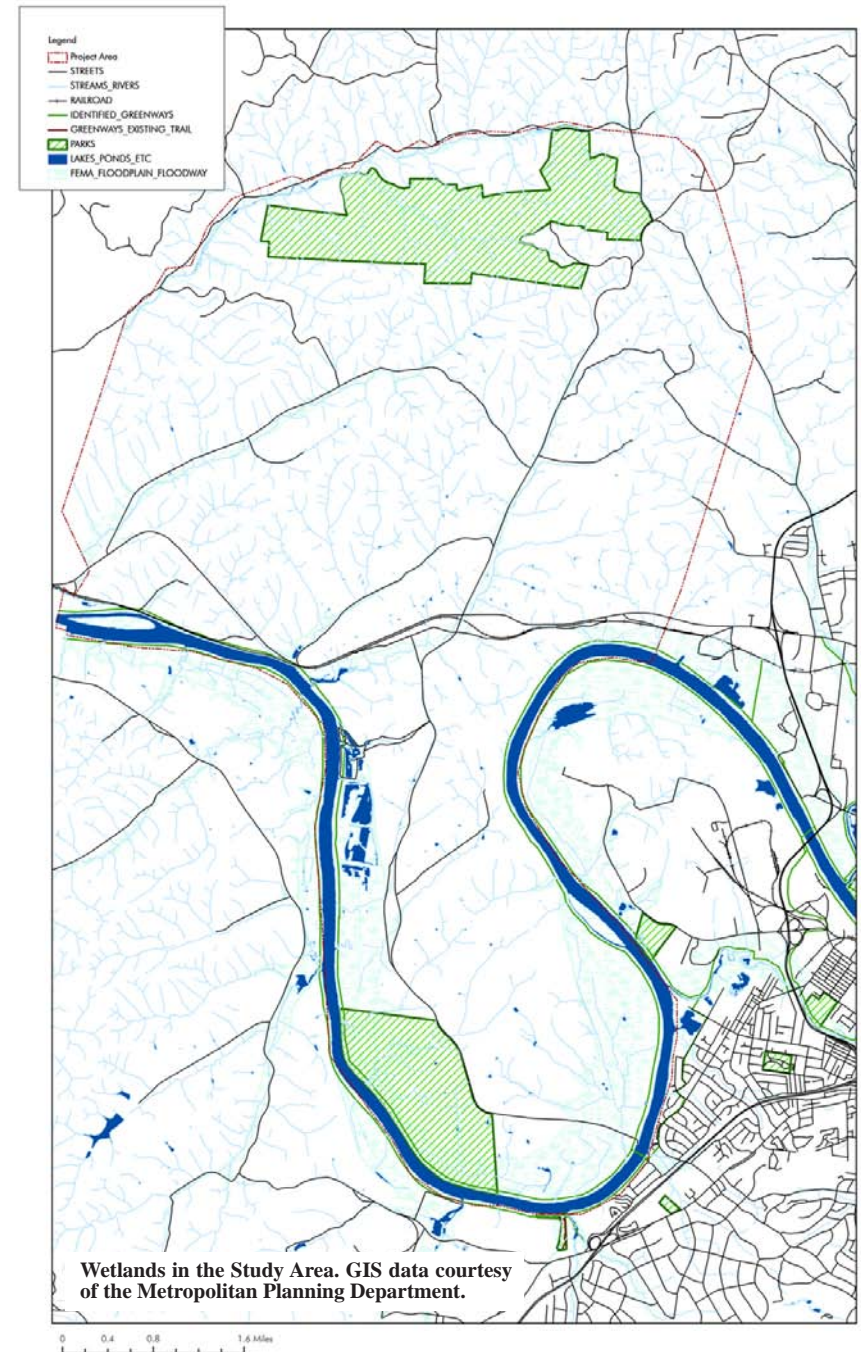 Legend
Project Area
STREETS
STREAMS_RIVERS
RAILROAD
IDENTIFIED_GREENWAYS
GREENWAYS_EXISTING_TRAIL
PARKS
LAKES_PONDS_ETC
FEMA_FLOODPLAIN_FLOODWAY
Wetlands in the Study Area. GIS data courtesy
of the Metropolitan Planning Department.
0 0.4 0.8 1.6 Miles